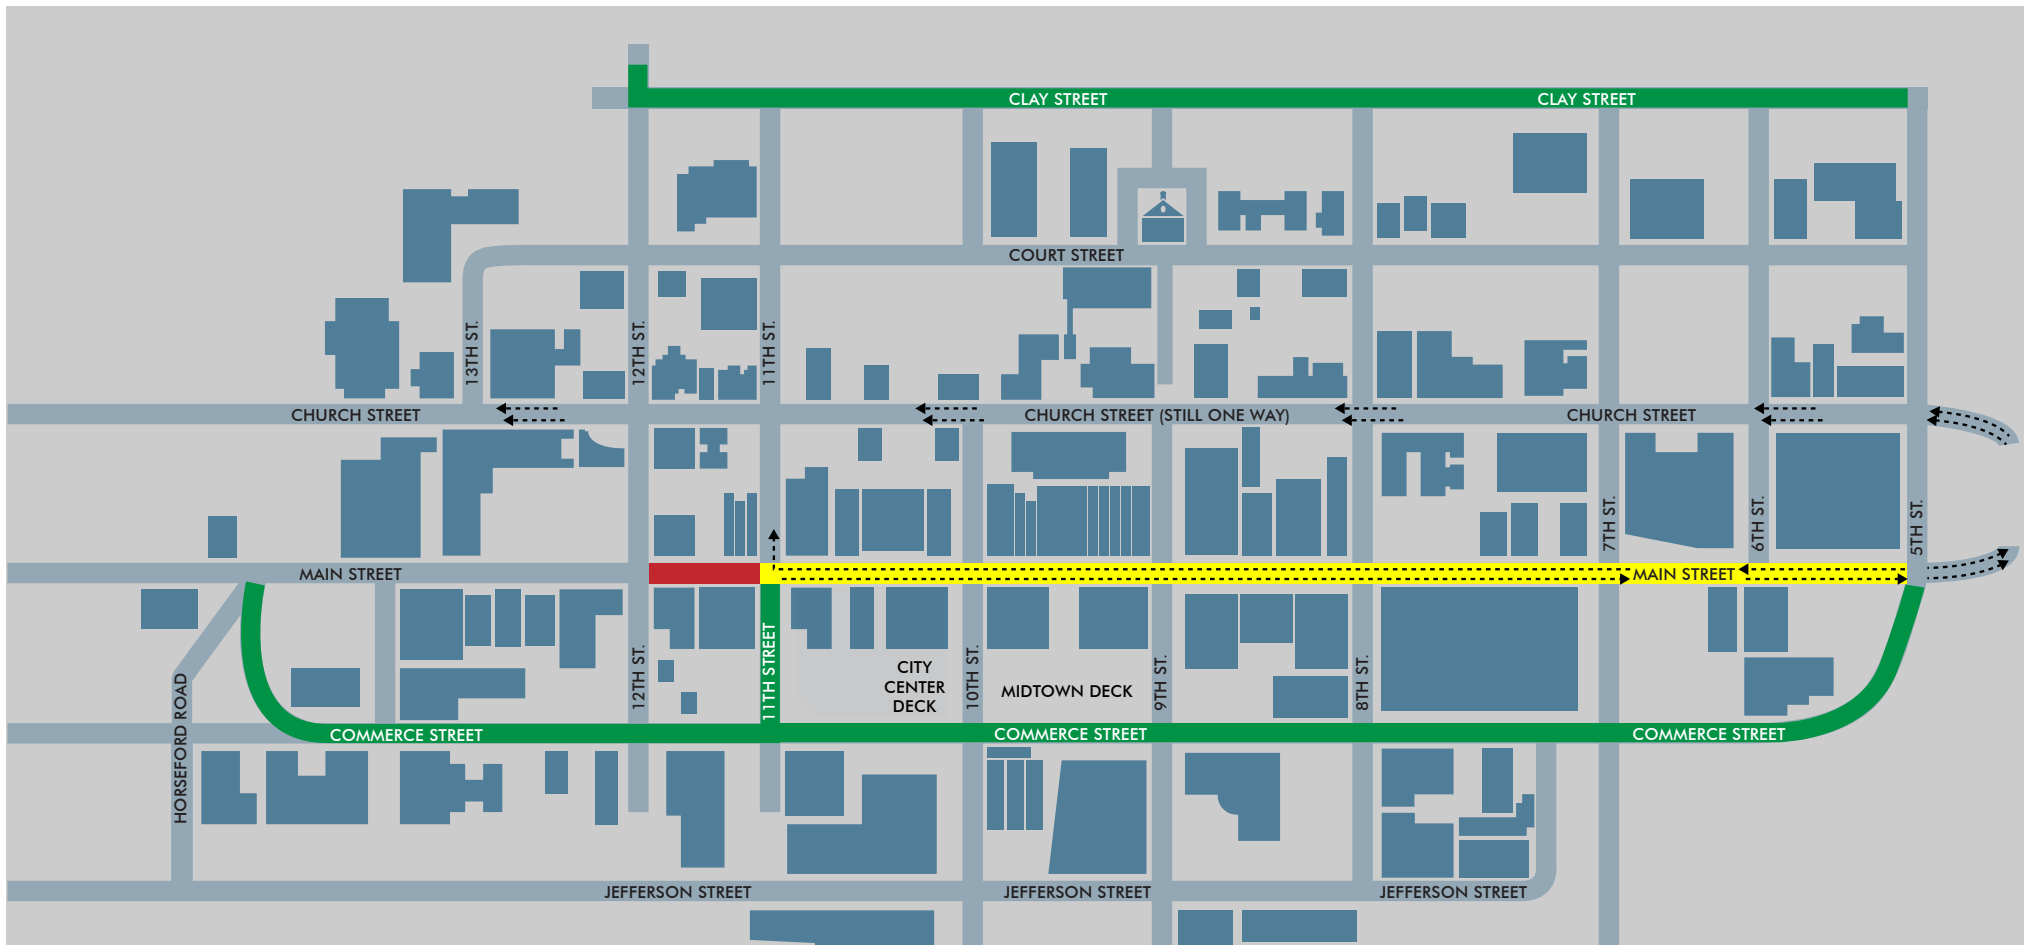 CLAY STREET
CLAY STREET
COURT STREET
13TH ST.
12TH ST.
11TH ST.
CHURCH STREET
CHURCH STREET (STILL ONE WAY)
CHURCH STREET
7TH ST.
6TH ST.
5TH ST.
MAIN STREET
MAIN STREET
HORSEFORD ROAD
12TH ST.
11TH STREET
CITY
CENTER
DECK
10TH ST.
MIDTOWN DECK
9TH ST.
8TH ST.
COMMERCE STREET
COMMERCE STREET
COMMERCE STREET
JEFFERSON STREET
JEFFERSON STREET
JEFFERSON STREET